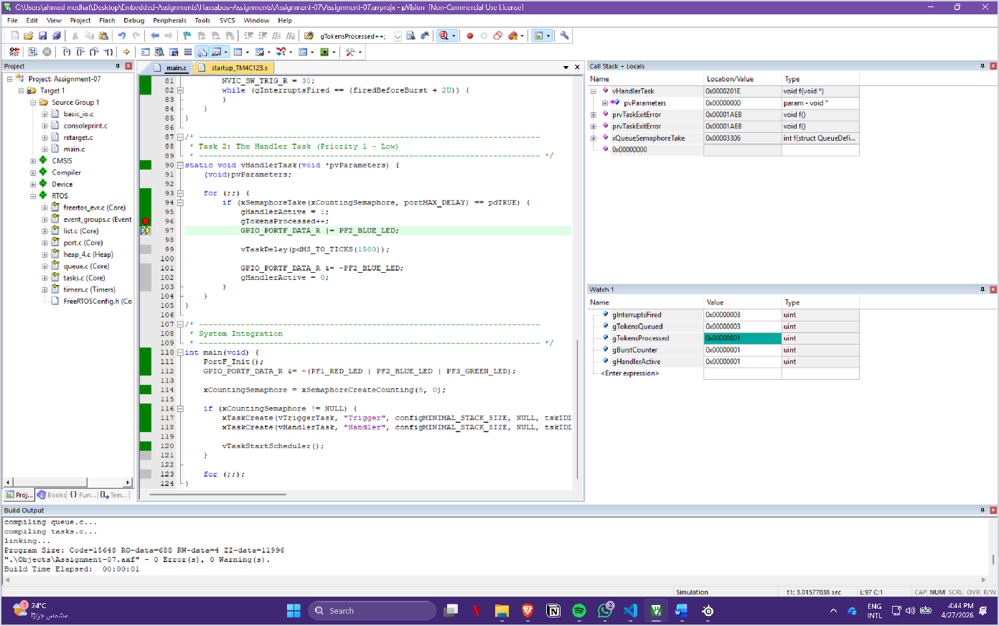 C:\Users\ahmed medhat\Desktop\Embedded-Assignments\Hassabou-Assignments\Assignment-07\Assignment-07.uvprojx - µVision [Non-Commercial Use License]
File Edit View Project Flash Debug Peripherals Tools SVCS Window Help
gTokensProcessed++;
Project
Project: Assignment-07
Target 1
Source Group 1
basic_io.c
consoleprint.c
retarget.c
main.c
CMSIS
Compiler
Device
RTOS
freertos_evr.c (Core)
event_groups.c (Event
list.c (Core)
port.c (Core)
heap_4.c (Heap)
queue.c (Core)
tasks.c (Core)
timers.c (Timers)
FreeRTOSConfig.h (Co
Proj... Books {} Fun... Tem...
main.c startup_TM4C123.s
81 NVIC_SW_TRIG_R = 30;
82 while (gInterruptsFired == (firedBeforeBurst + 2U)) {
83 }
84 }
85 }
86
87 /* -------------------------------------------------------------------------
88 * Task 2: The Handler Task (Priority 1 - Low)
89 * ------------------------------------------------------------------------- */
90 static void vHandlerTask(void *pvParameters) {
91 (void)pvParameters;
92
93 for (;;) {
94 if (xSemaphoreTake(xCountingSemaphore, portMAX_DELAY) == pdTRUE) {
95 gHandlerActive = 1;
96 gTokensProcessed++;
97 GPIO_PORTF_DATA_R |= PF2_BLUE_LED;
98
99 vTaskDelay(pdMS_TO_TICKS(1500));
100
101 GPIO_PORTF_DATA_R &= ~PF2_BLUE_LED;
102 gHandlerActive = 0;
103 }
104 }
105 }
106
107 /* -------------------------------------------------------------------------
108 * System Integration
109 * ------------------------------------------------------------------------- */
110 int main(void) {
111 PortF_Init();
112 GPIO_PORTF_DATA_R &= ~(PF1_RED_LED | PF2_BLUE_LED | PF3_GREEN_LED);
113
114 xCountingSemaphore = xSemaphoreCreateCounting(5, 0);
115
116 if (xCountingSemaphore != NULL) {
117 xTaskCreate(vTriggerTask, "Trigger", configMINIMAL_STACK_SIZE, NULL, tskIDL
118 xTaskCreate(vHandlerTask, "Handler", configMINIMAL_STACK_SIZE, NULL, tskIDL
119
120 vTaskStartScheduler();
121 }
122
123 for (;;);
124 }
Call Stack + Locals
Name Location/Value Type
vHandlerTask 0x0000201E void f(void *)
pvParameters 0x00000000 param - void *
prvTaskExitError 0x00001AE8 void f()
prvTaskExitError 0x00001AE8 void f()
xQueueSemaphoreTake 0x00003306 int f(struct QueueDefi...
0x00000000
Watch 1
Name Value Type
gInterruptsFired 0x00000003 uint
gTokensQueued 0x00000003 uint
gTokensProcessed 0x00000001 uint
gBurstCounter 0x00000001 uint
gHandlerActive 0x00000001 uint
<Enter expression>
Build Output
compiling queue.c...
compiling tasks.c...
linking...
Program Size: Code=15648 RO-data=688 RW-data=4 ZI-data=11996
".\Objects\Assignment-07.axf" - 0 Error(s), 0 Warning(s).
Build Time Elapsed: 00:00:01
Simulation t1: 3.01577838 sec L:97 C:1 CAP NUM SCRL OVR R/W
1
24°C
مشمس جزئيًا
Search
2
ENG
INTL
4:44 PM
4/27/2026